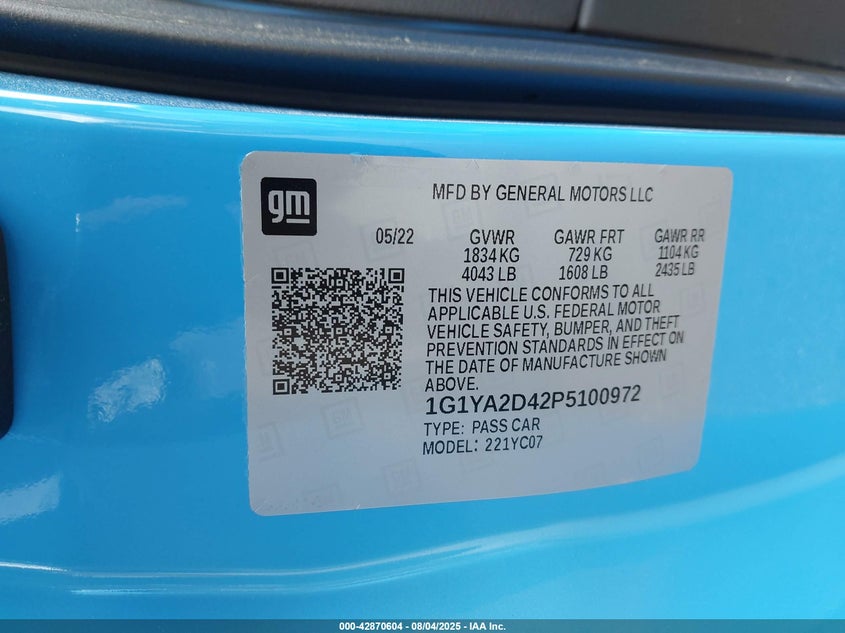 gm
MFD BY GENERAL MOTORS LLC
05/22 GVWR GAWR FRT GAWR RR
1834 KG 729 KG 1104 KG
4043 LB 1608 LB 2435 LB
THIS VEHICLE CONFORMS TO ALL
APPLICABLE U.S. FEDERAL MOTOR
VEHICLE SAFETY, BUMPER, AND THEFT
PREVENTION STANDARDS IN EFFECT ON
THE DATE OF MANUFACTURE SHOWN
ABOVE.
1G1YA2D42P5100972
TYPE: PASS CAR
MODEL: 221YC07
000-42870604 - 08/04/2025 - IAA Inc.